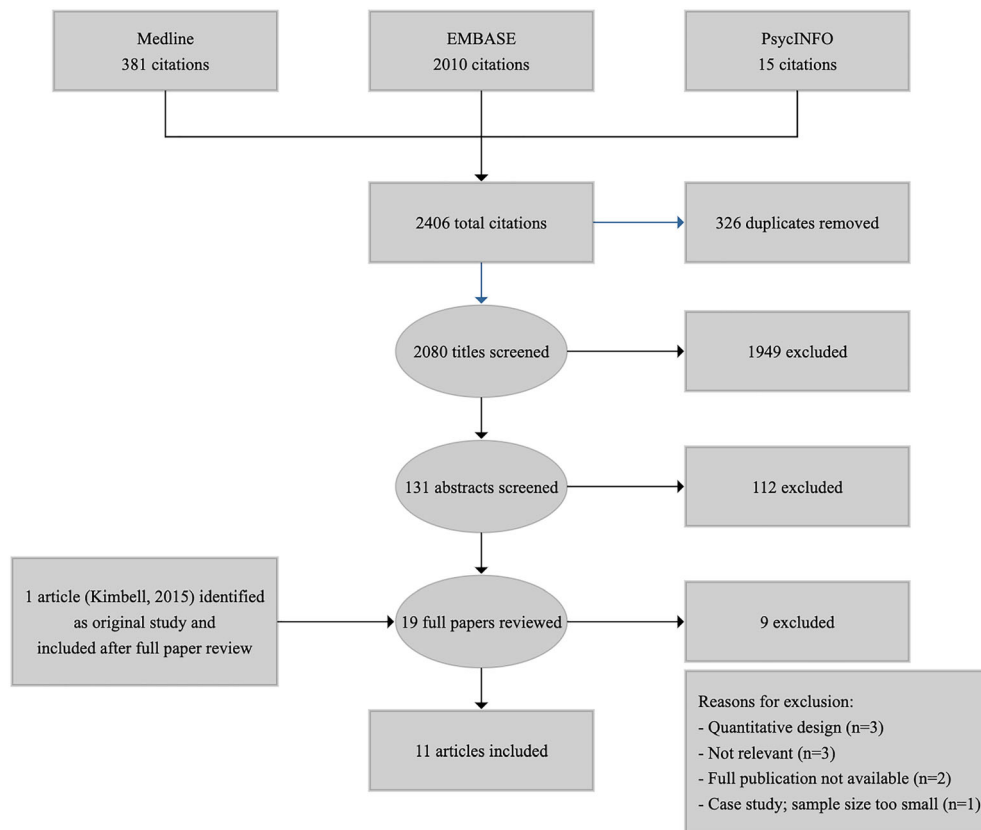 Medline
381 citations
EMBASE
2010 citations
PsycINFO
15 citations
2406 total citations
326 duplicates removed
2080 titles screened
1949 excluded
131 abstracts screened
112 excluded
1 article (Kimbell, 2015) identified
as original study and
included after full paper review
19 full papers reviewed
9 excluded
Reasons for exclusion:
- Quantitative design (n=3)
- Not relevant (n=3)
- Full publication not available (n=2)
- Case study; sample size too small (n=1)
11 articles included